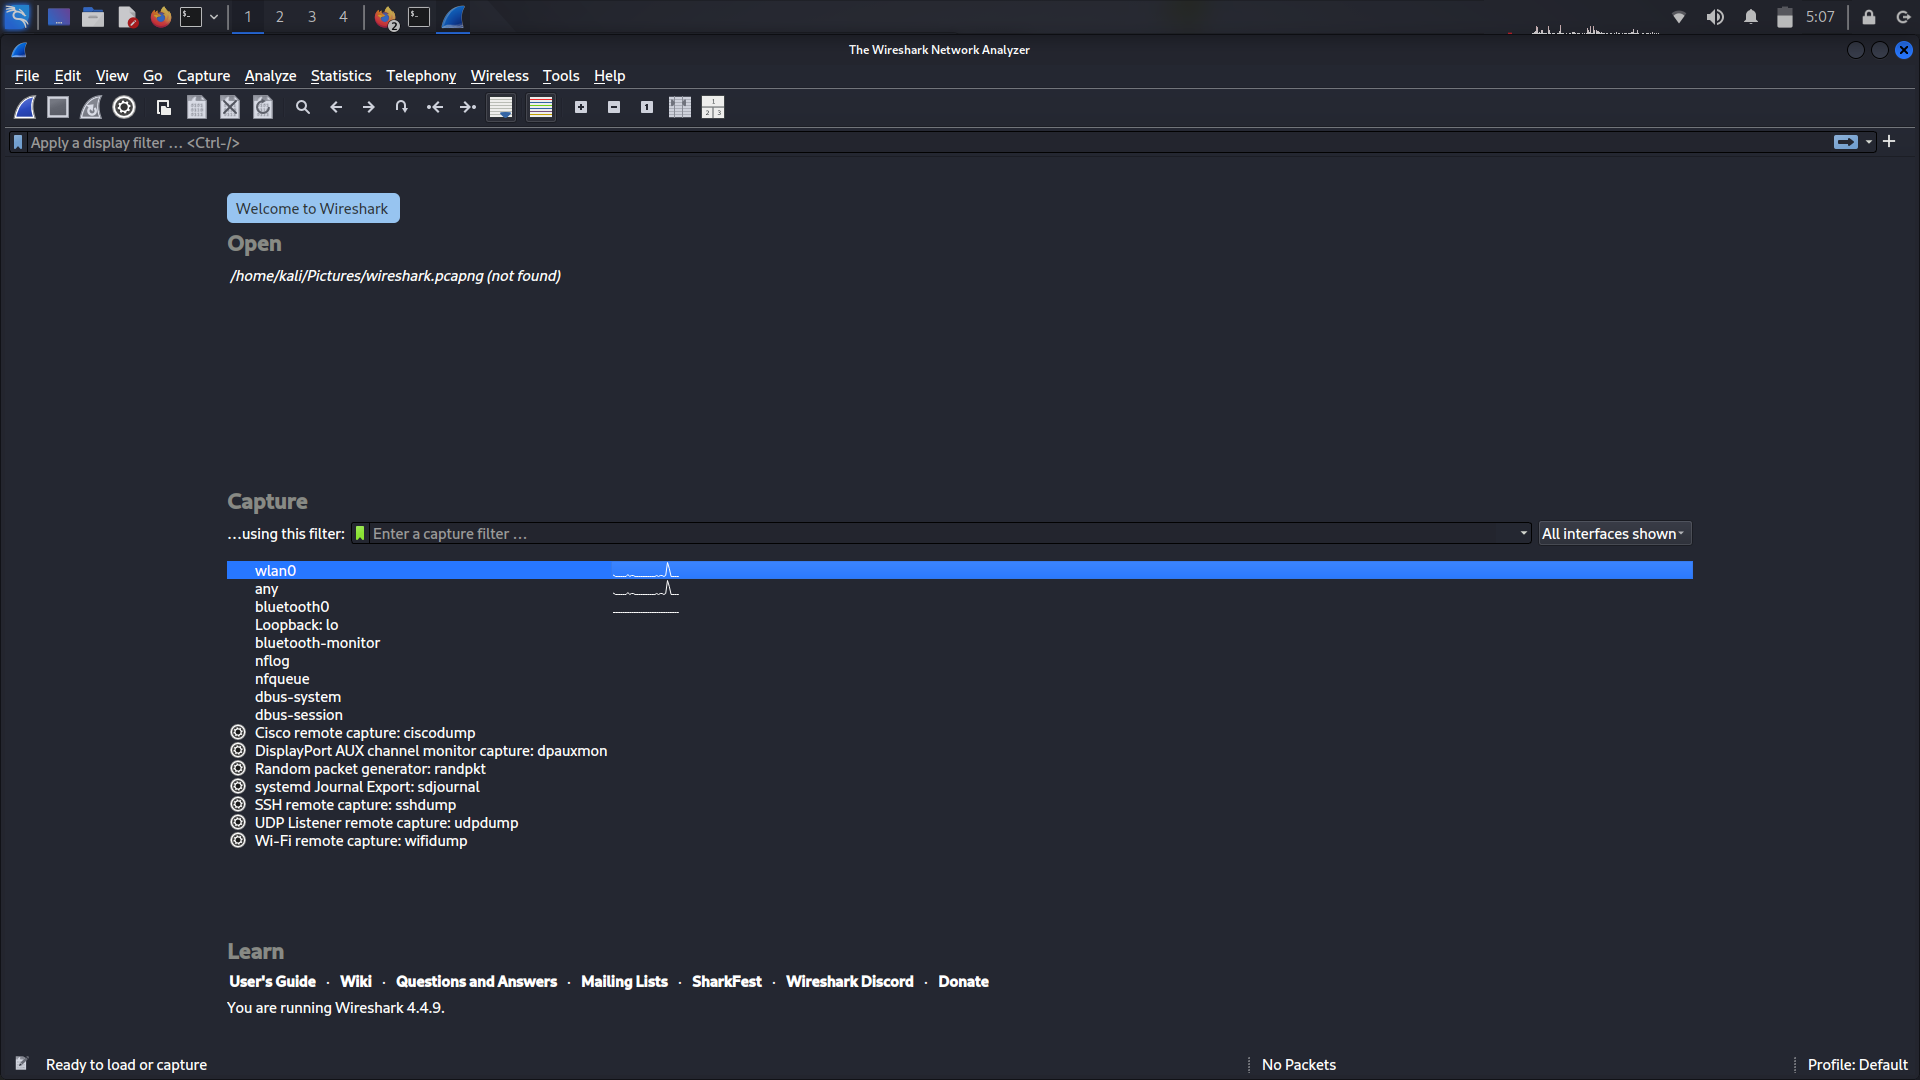 1 2 3 4 2 5:07
The Wireshark Network Analyzer
File Edit View Go Capture Analyze Statistics Telephony Wireless Tools Help
Apply a display filter … <Ctrl-/>
Welcome to Wireshark
Open
/home/kali/Pictures/wireshark.pcapng (not found)
Capture
…using this filter: Enter a capture filter … All interfaces shown
wlan0
any
bluetooth0
Loopback: lo
bluetooth-monitor
nflog
nfqueue
dbus-system
dbus-session
Cisco remote capture: ciscodump
DisplayPort AUX channel monitor capture: dpauxmon
Random packet generator: randpkt
systemd Journal Export: sdjournal
SSH remote capture: sshdump
UDP Listener remote capture: udpdump
Wi-Fi remote capture: wifidump
Learn
User's Guide · Wiki · Questions and Answers · Mailing Lists · SharkFest · Wireshark Discord · Donate
You are running Wireshark 4.4.9.
Ready to load or capture No Packets Profile: Default